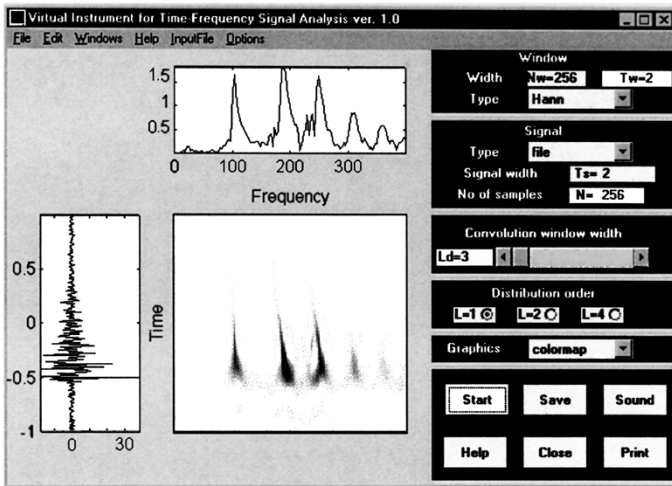 Virtual Instrument for Time-Frequency Signal Analysis ver. 1.0
File Edit Windows Help InputFile Options
1.5
1
0.5
0 100 200 300
Frequency
0.5
0
-0.5
-1
0 30
Time
Window
Width Nw=256 Tw=2
Type Hann
Signal
Type file
Signal width Ts= 2
No of samples N= 256
Convolution window width
Ld=3
Distribution order
L=1 L=2 L=4
Graphics colormap
Start Save Sound
Help Close Print